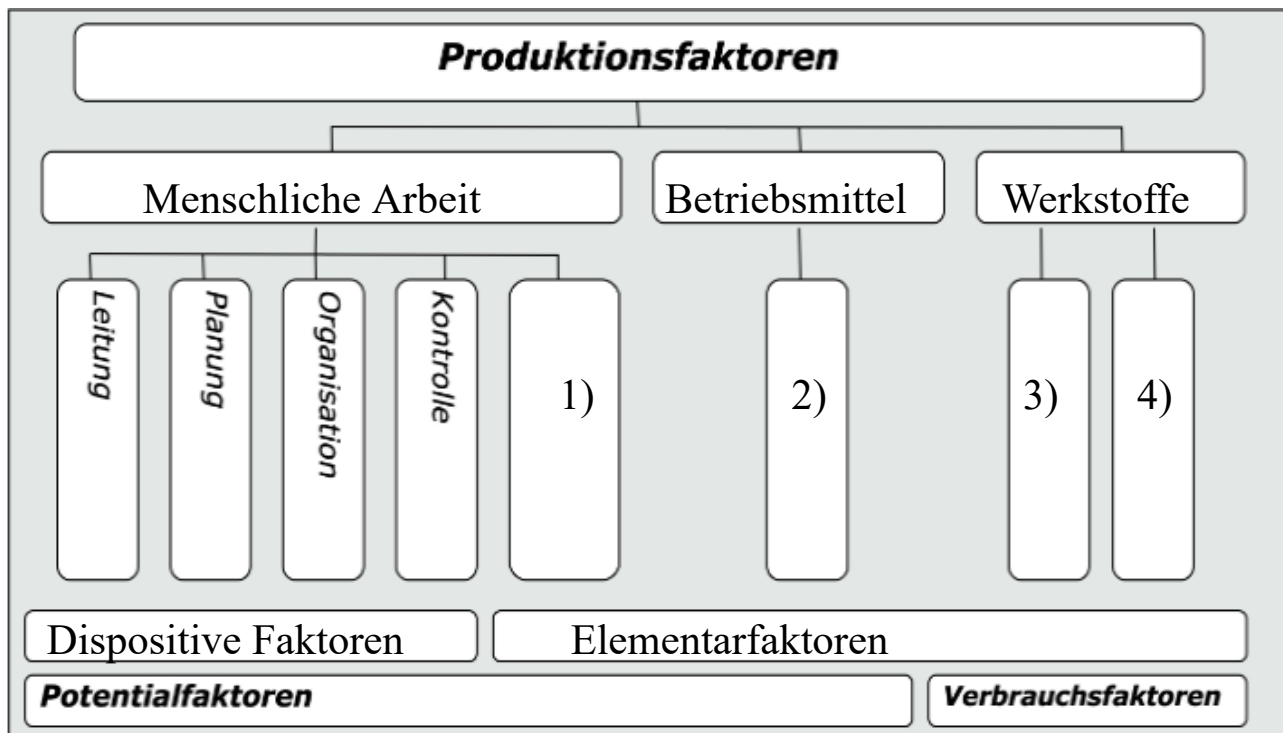 Produktionsfaktoren
Menschliche Arbeit
Betriebsmittel
Werkstoffe
Leitung
Planung
Organisation
Kontrolle
1)
2)
3)
4)
Dispositive Faktoren
Elementarfaktoren
Potentialfaktoren
Verbrauchsfaktoren